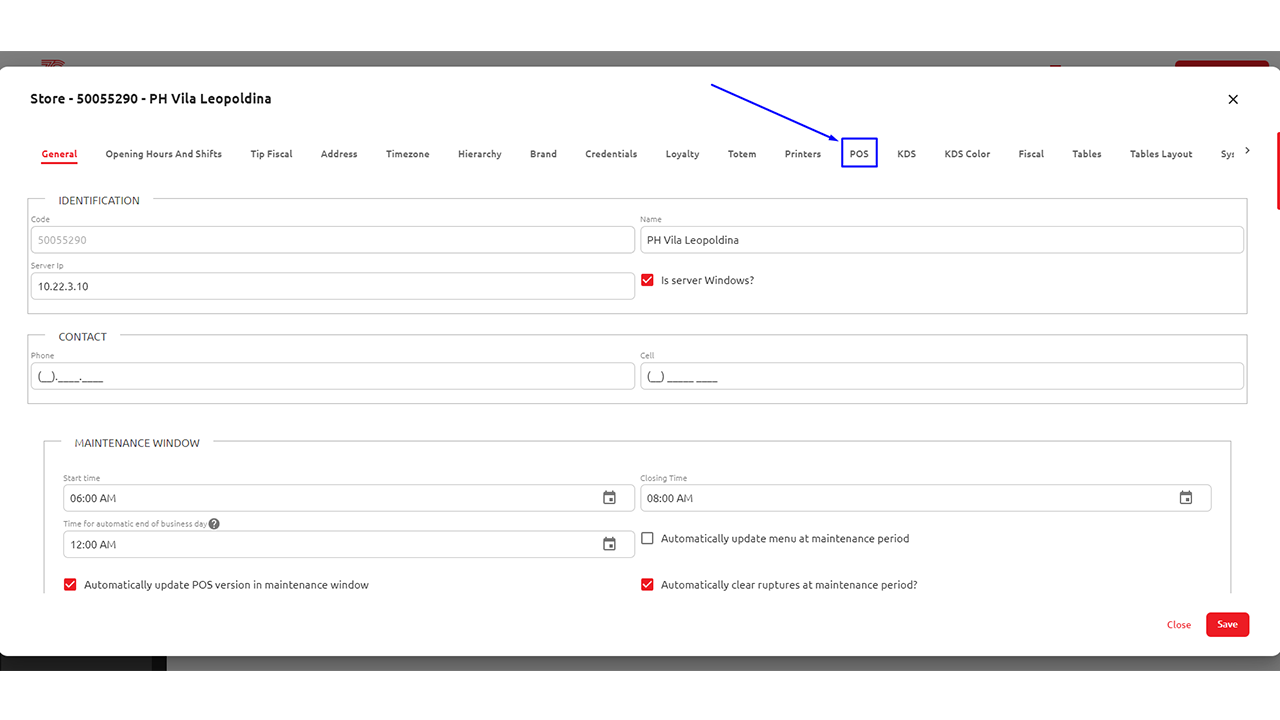 Store - 50055290 - PH Vila Leopoldina
General Opening Hours And Shifts Tip Fiscal Address Timezone Hierarchy Brand Credentials Loyalty Totem Printers POS KDS KDS Color Fiscal Tables Tables Layout Sy
IDENTIFICATION
Code Name
50055290 PH Vila Leopoldina
Server Ip
10.22.3.10 Is server Windows?
CONTACT
Phone Cell
(__).____.____ (__) _____ ____
MAINTENANCE WINDOW
Start time Closing Time
06:00 AM 08:00 AM
Time for automatic end of business day ?
12:00 AM Automatically update menu at maintenance period
Automatically update POS version in maintenance window Automatically clear ruptures at maintenance period?
Close Save